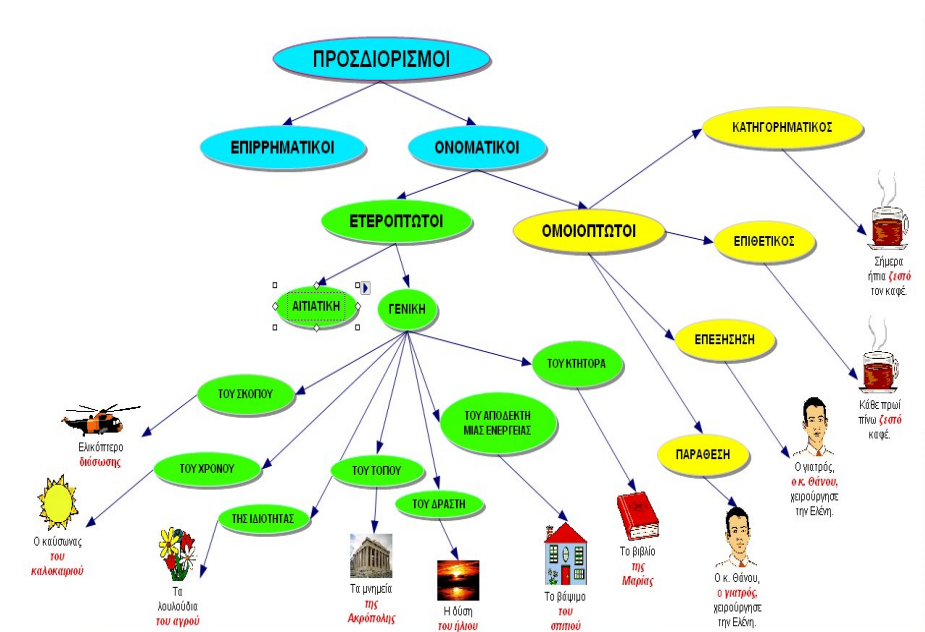 ΠΡΟΣΔΙΟΡΙΣΜΟΙ
ΕΠΙΡΡΗΜΑΤΙΚΟΙ
ΟΝΟΜΑΤΙΚΟΙ
ΚΑΤΗΓΟΡΗΜΑΤΙΚΟΣ
ΕΤΕΡΟΠΤΩΤΟΙ
ΟΜΟΙΟΠΤΩΤΟΙ
ΕΠΙΘΕΤΙΚΟΣ
Σήμερα
ήπια ζεστό
τον καφέ.
ΑΙΤΙΑΤΙΚΗ
ΓΕΝΙΚΗ
ΕΠΕΞΗΣΗΣΗ
ΤΟΥ ΚΤΗΤΟΡΑ
ΤΟΥ ΣΚΟΠΟΥ
ΤΟΥ ΑΠΟΔΕΚΤΗ
ΜΙΑΣ ΕΝΕΡΓΕΙΑΣ
Κάθε πρωί
πίνω ζεστό
καφέ.
Ελικόπτερο
διόσωσης
ΤΟΥ ΧΡΟΝΟΥ
ΤΟΥ ΤΟΠΟΥ
ΠΑΡΑΘΕΣΗ
Ο γιατρός,
ο κ. Θάνου,
χειρούργησε
την Ελένη.
ΤΟΥ ΔΡΑΣΤΗ
ΤΗΣ ΙΔΙΟΤΗΤΑΣ
Ο καύσωνας
του
καλοκαιριού
Το βιβλίο
της
Μαρίας
Τα
λουλούδια
του αγρού
Τα μνημεία
της
Ακρόπολης
Η δύση
του ήλιου
Το βάψιμο
του
σπιτιού
Ο κ. Θάνου,
ο γιατρός,
χειρούργησε
την Ελένη.